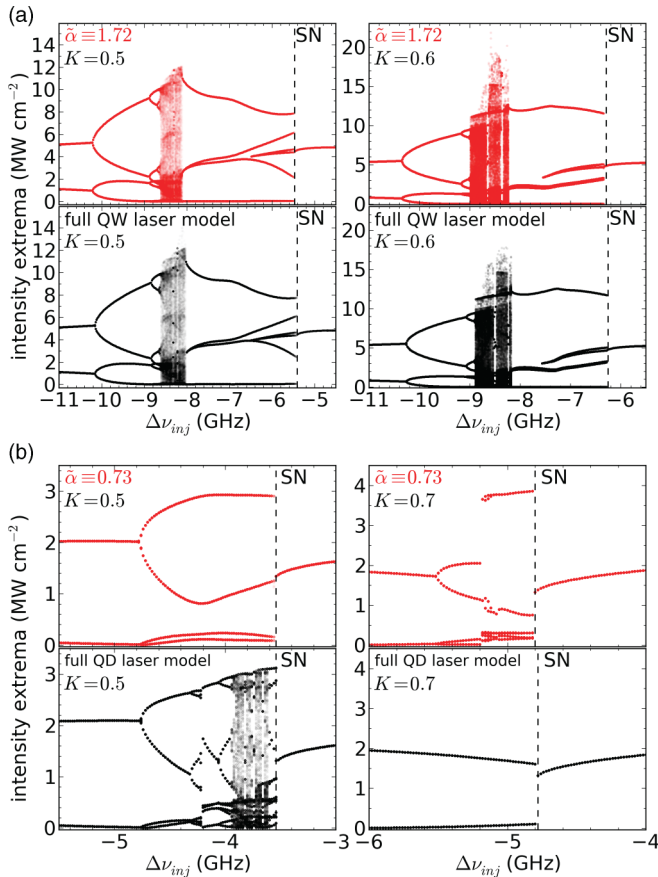 (a)
α̃≡1.72
K=0.5
SN
14
12
10
8
6
4
2
0
α̃≡1.72
K=0.6
SN
20
15
10
5
0
full QW laser model
K=0.5
SN
14
12
10
8
6
4
2
0
full QW laser model
K=0.6
SN
20
15
10
5
0
intensity extrema (MW cm⁻²)
-11 -10 -9 -8 -7 -6 -5 -4
-11 -10 -9 -8 -7 -6
Δν_inj (GHz)
Δν_inj (GHz)
(b)
α̃≡0.73
K=0.5
SN
3
2
1
0
α̃≡0.73
K=0.7
SN
4
3
2
1
0
full QD laser model
K=0.5
SN
3
2
1
0
full QD laser model
K=0.7
SN
4
3
2
1
0
intensity extrema (MW cm⁻²)
-5 -4 -3
-6 -5 -4
Δν_inj (GHz)
Δν_inj (GHz)